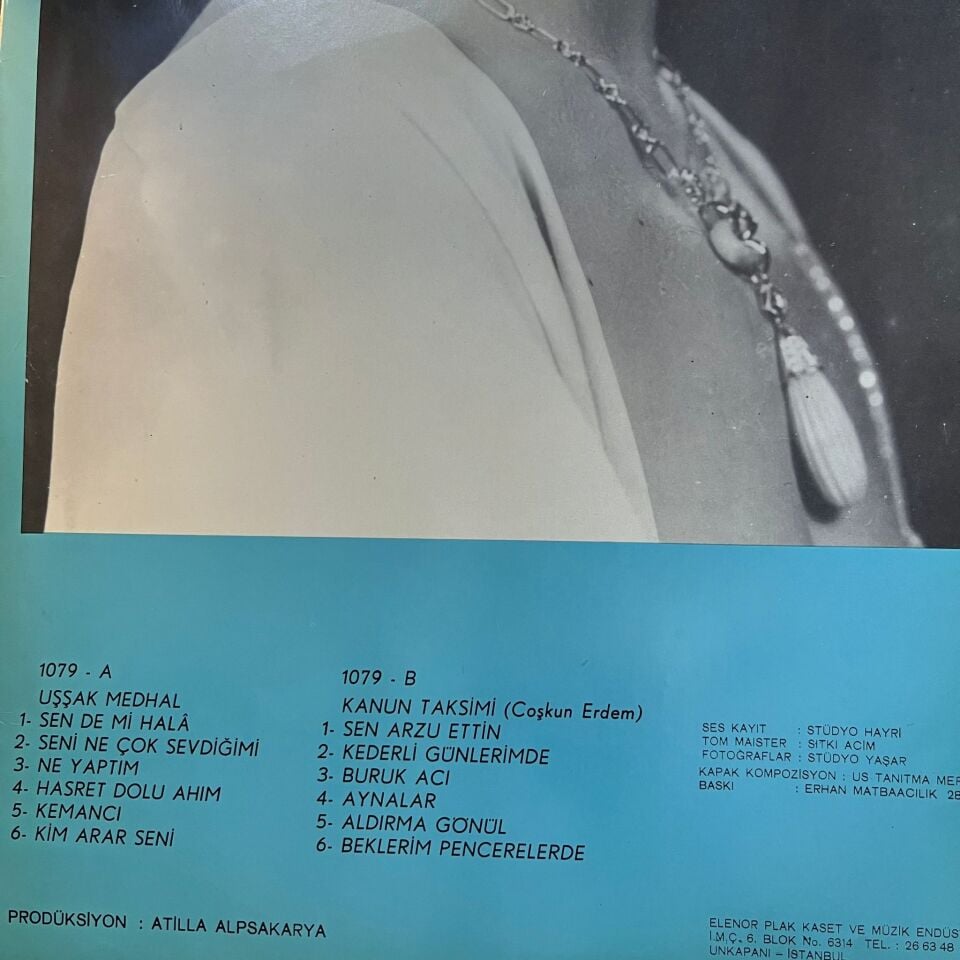 1079 - A
UŞŞAK MEDHAL
1- SEN DE Mİ HALÂ
2- SENİ NE ÇOK SEVDİĞİMİ
3- NE YAPTIM
4- HASRET DOLU AHIM
5- KEMANCI
6- KİM ARAR SENİ
1079 - B
KANUN TAKSİMİ (Coşkun Erdem)
1- SEN ARZU ETTİN
2- KEDERLİ GÜNLERİMDE
3- BURUK ACI
4- AYNALAR
5- ALDIRMA GÖNÜL
6- BEKLERİM PENCERELERDE
SES KAYIT : STÜDYO HAYRİ
TOM MAISTER : SITKI ACIM
FOTOĞRAFLAR : STÜDYO YAŞAR
KAPAK KOMPOZİSYON : US TANITMA MER
BASKI : ERHAN MATBAACILIK 28
PRODÜKSİYON : ATİLLA ALPSAKARYA
ELENOR PLAK KASET VE MÜZİK ENDÜS
İ.M.Ç. 6. BLOK No. 6314 TEL. : 26 63 48
UNKAPANI - İSTANBUL